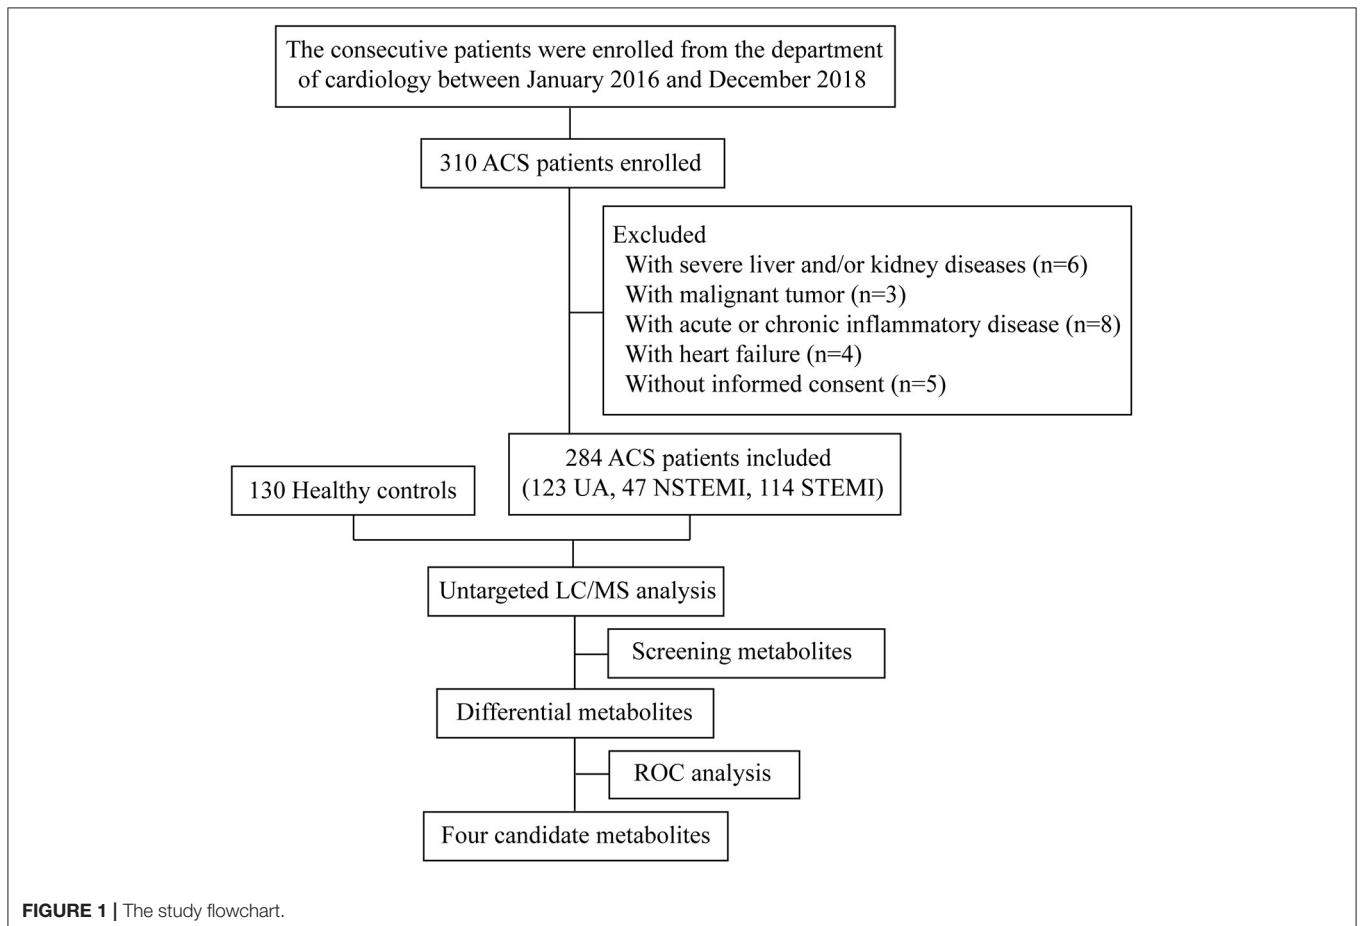 The consecutive patients were enrolled from the department
of cardiology between January 2016 and December 2018
310 ACS patients enrolled
Excluded
With severe liver and/or kidney diseases (n=6)
With malignant tumor (n=3)
With acute or chronic inflammatory disease (n=8)
With heart failure (n=4)
Without informed consent (n=5)
284 ACS patients included
(123 UA, 47 NSTEMI, 114 STEMI)
130 Healthy controls
Untargeted LC/MS analysis
Screening metabolites
Differential metabolites
ROC analysis
Four candidate metabolites
FIGURE 1 | The study flowchart.